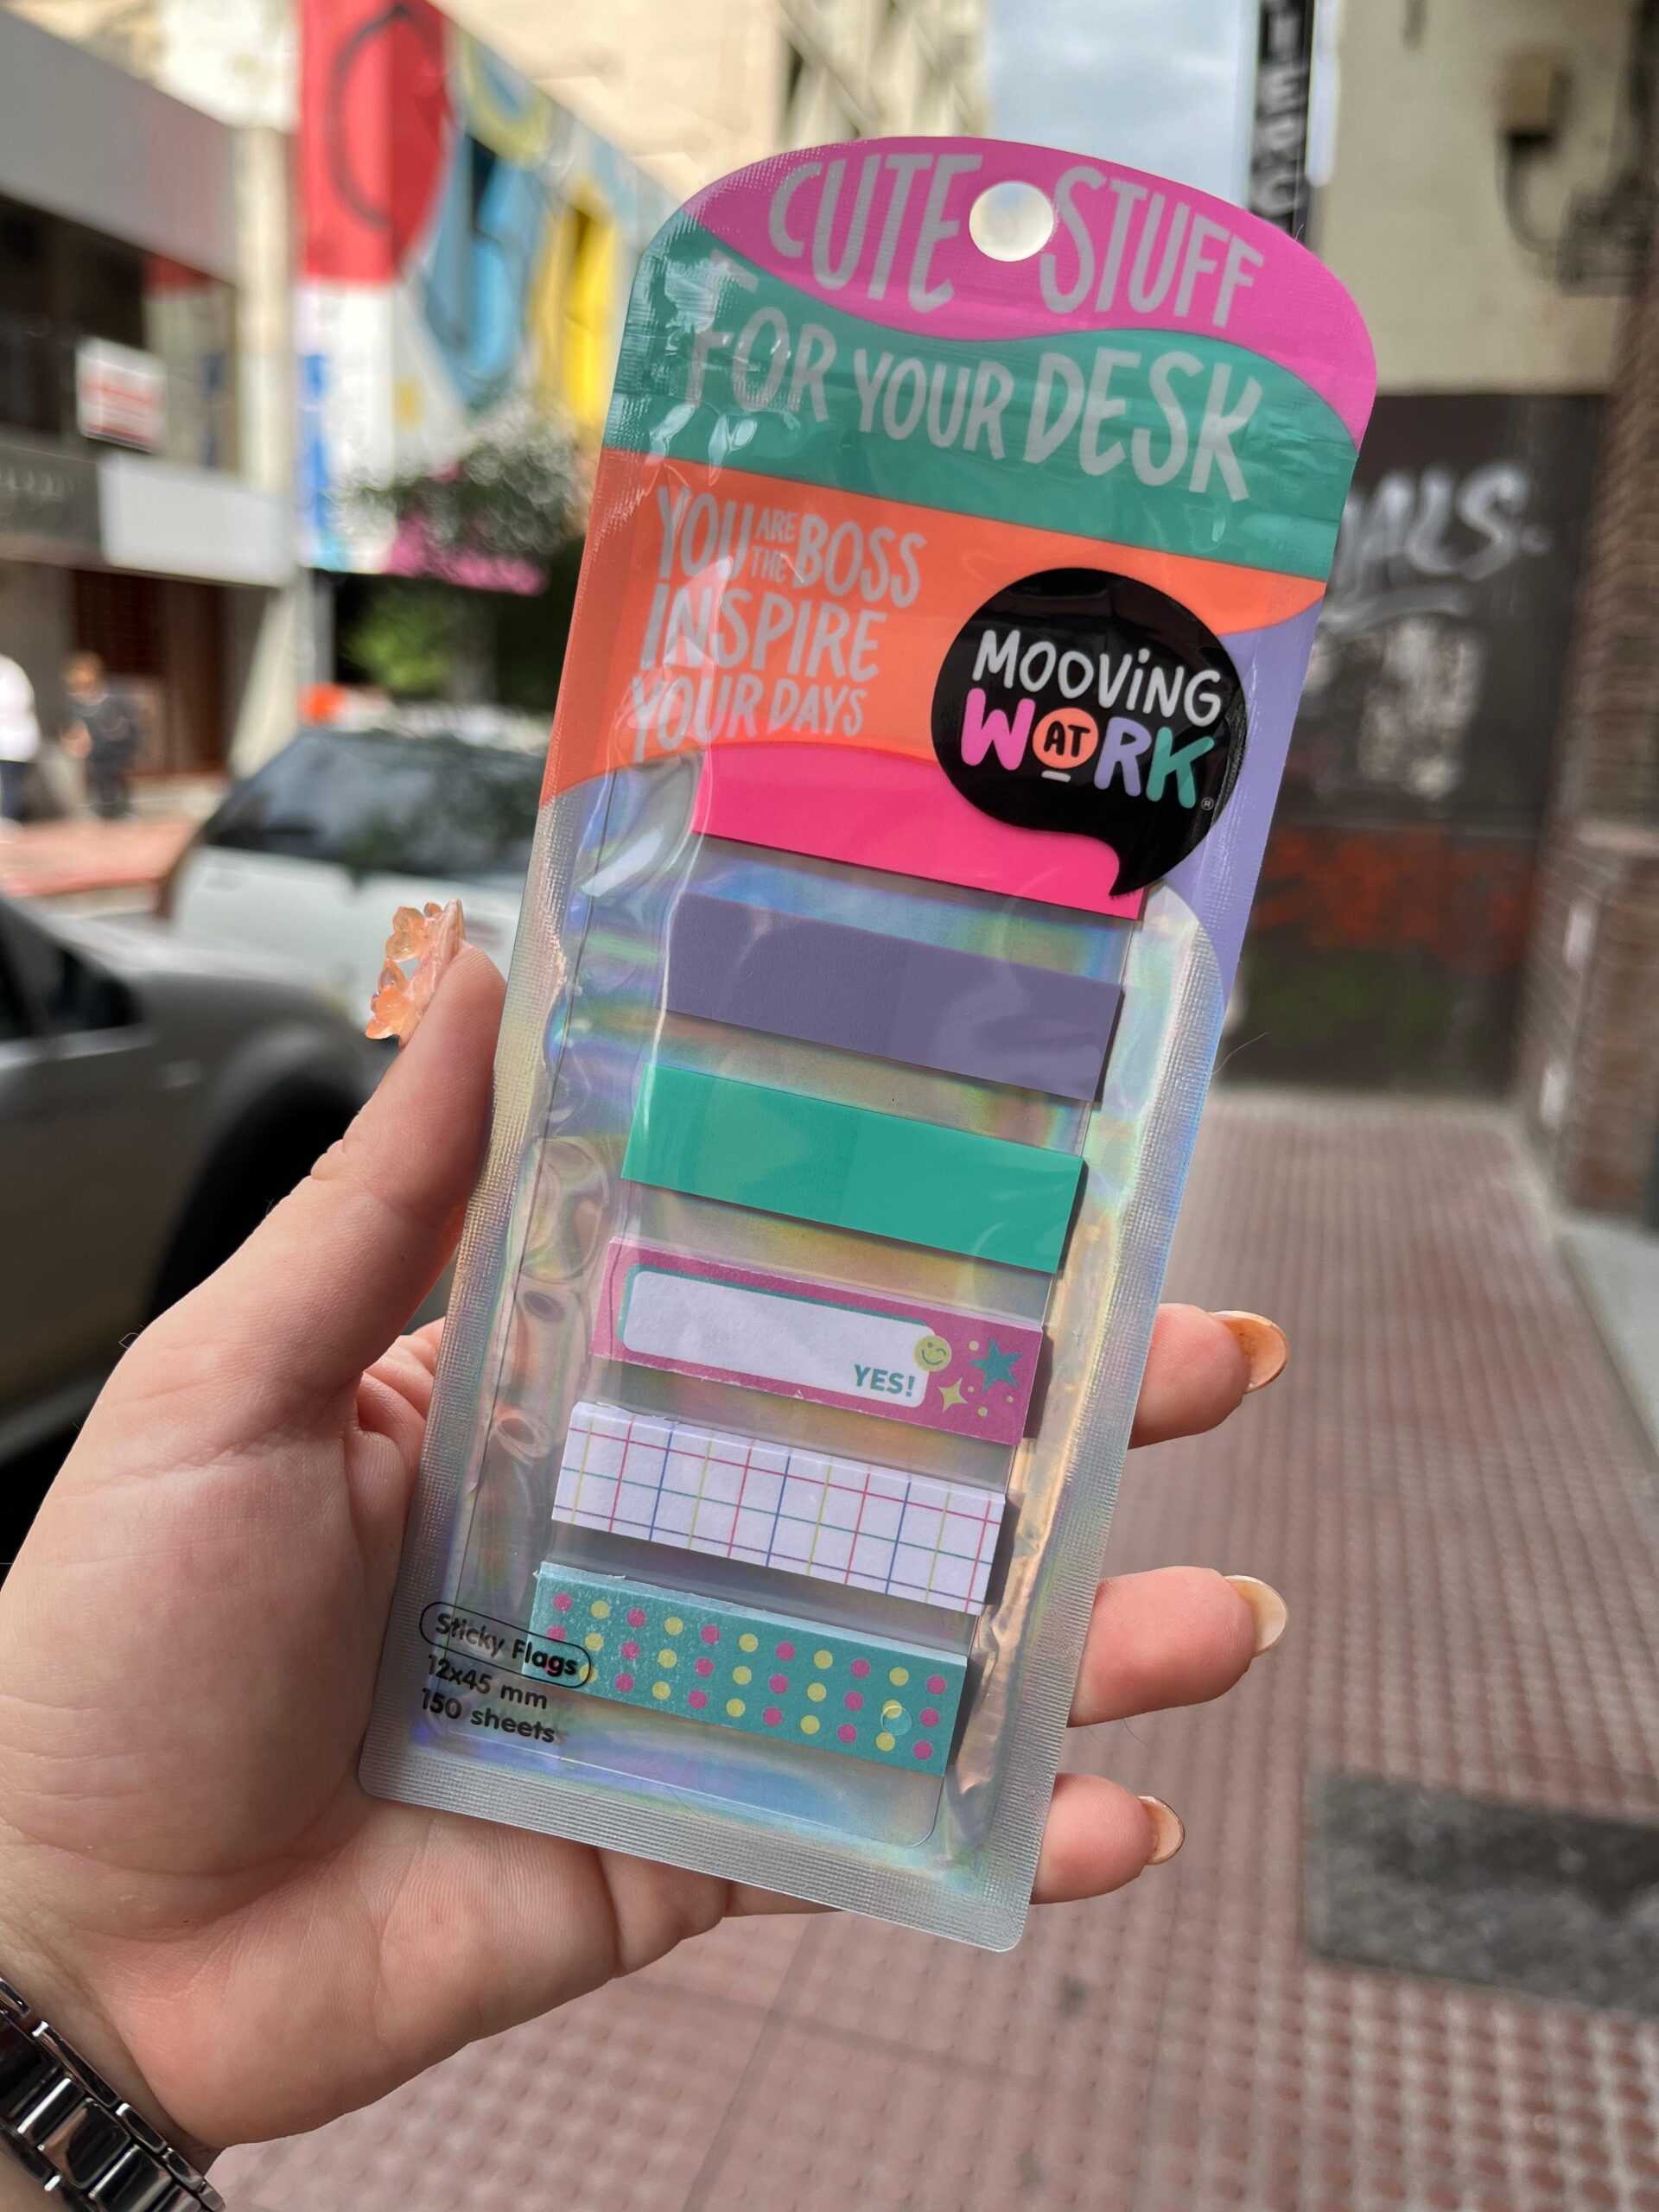 CUTE STUFF
FOR YOUR DESK
YOU ARE THE BOSS
INSPIRE
YOUR DAYS
MOOVING
WORK
AT
®
YES!
Sticky Flags
12x45 mm
150 sheets